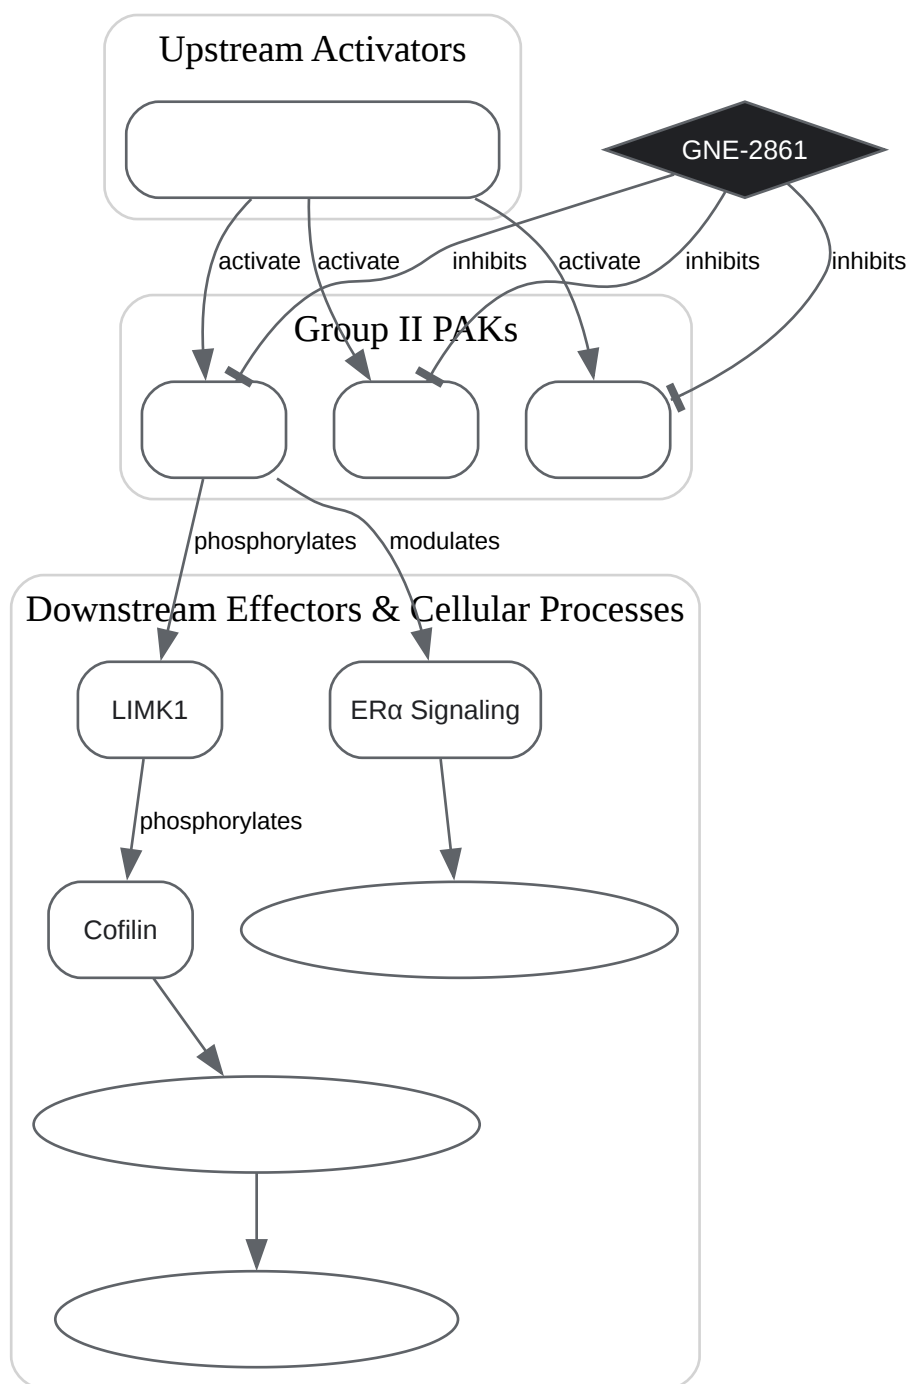 Upstream Activators
GNE-2861
activate
activate
inhibits
activate
inhibits
inhibits
Group II PAKs
phosphorylates
modulates
Downstream Effectors & Cellular Processes
LIMK1
ERα Signaling
phosphorylates
Cofilin